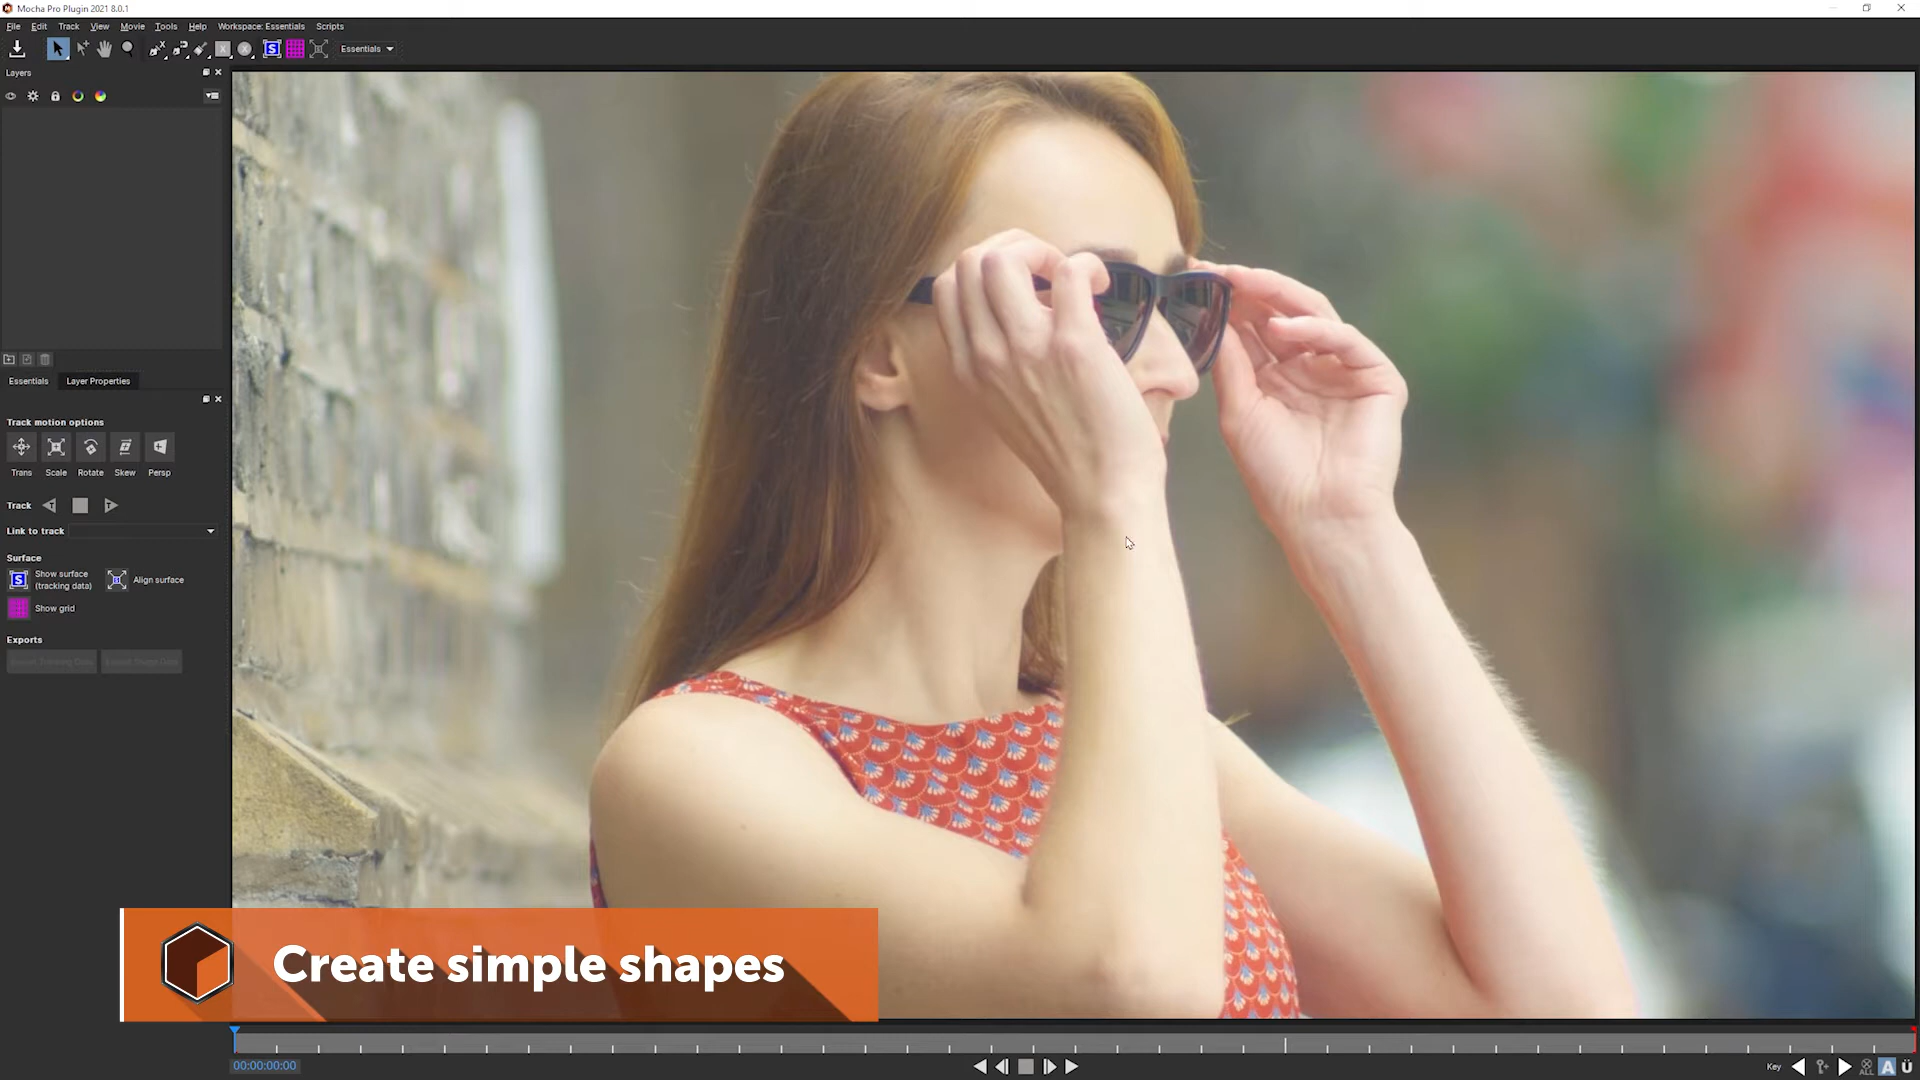 Mocha Pro Plugin 2021 8.0.1
File Edit Track View Movie Tools Help Workspace: Essentials Scripts
Essentials
Layers
Essentials Layer Properties
Track motion options
Trans Scale Rotate Skew Persp
Track
Link to track
Surface
Show surface
(tracking data)
Align surface
Show grid
Exports
Create simple shapes
00:00:00:00
Key
ALL
A
Ü